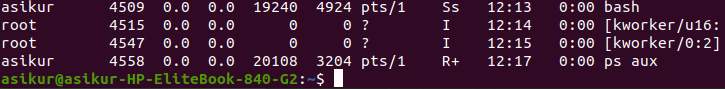 asikur 4509 0.0 0.0 19240 4924 pts/1 Ss 12:13 0:00 bash
root 4515 0.0 0.0 0 0 ? I 12:14 0:00 [kworker/u16:
root 4547 0.0 0.0 0 0 ? I 12:15 0:00 [kworker/0:2]
asikur 4558 0.0 0.0 20108 3204 pts/1 R+ 12:17 0:00 ps aux
asikur@asikur-HP-EliteBook-840-G2:~$